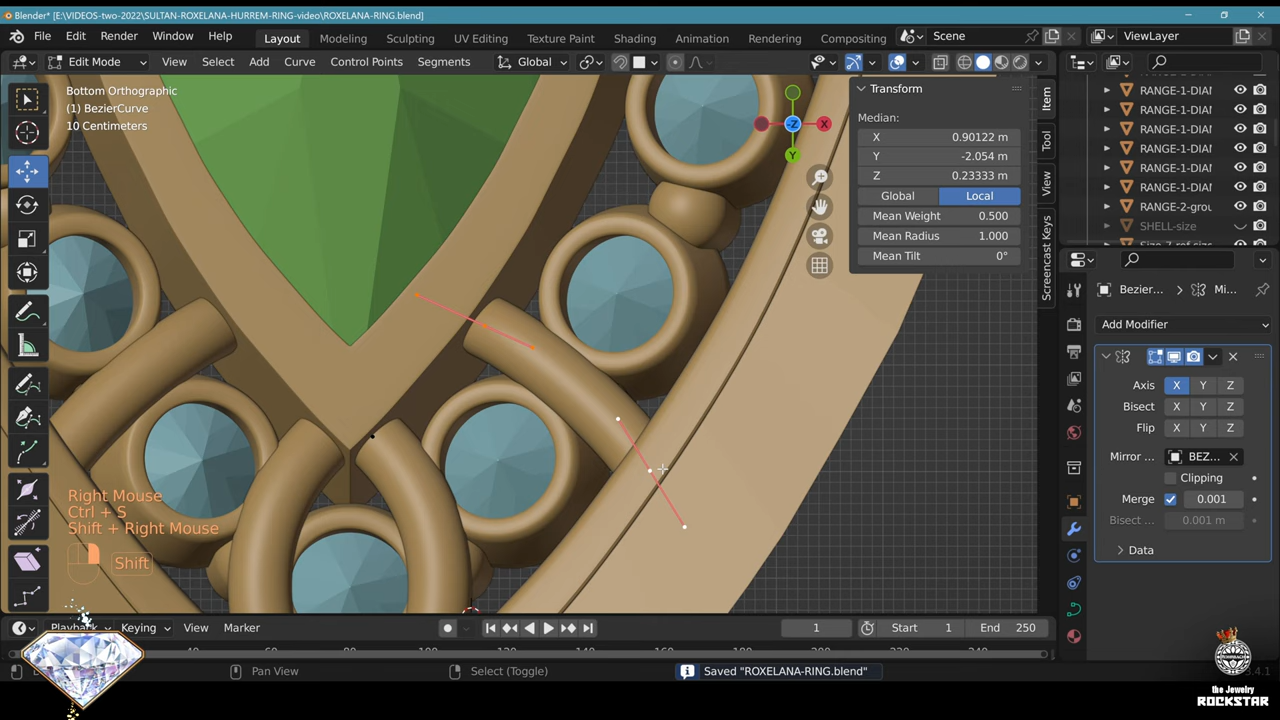 Blender* [E:\VIDEOS-two-2022\SULTAN-ROXELANA-HURREM-RING-video\ROXELANA-RING.blend]
File Edit Render Window Help Layout Modeling Sculpting UV Editing Texture Paint Shading Animation Rendering Compositing Scene ViewLayer
Edit Mode View Select Add Curve Control Points Segments Global
Bottom Orthographic
(1) BezierCurve
10 Centimeters
Z
X
Y
Transform
Median:
X 0.90122 m
Y -2.054 m
Z 0.23333 m
Global Local
Mean Weight 0.500
Mean Radius 1.000
Mean Tilt 0°
Item
Tool
View
Screencast Keys
RANGE-1-DIAM
RANGE-1-DIAM
RANGE-1-DIAM
RANGE-1-DIAM
RANGE-1-DIAM
RANGE-1-DIAM
RANGE-2-grou
SHELL-size
Bezier... Mi...
Add Modifier
Axis X Y Z
Bisect X Y Z
Flip X Y Z
Mirror ... BEZ...
Clipping
Merge 0.001
Bisect ... 0.001 m
Data
Right Mouse
Ctrl + S
Shift + Right Mouse
Shift
Playback Keying View Marker 1 Start 1 End 250
Pan View Select (Toggle) Saved "ROXELANA-RING.blend"
the Jewelry
ROCKSTAR